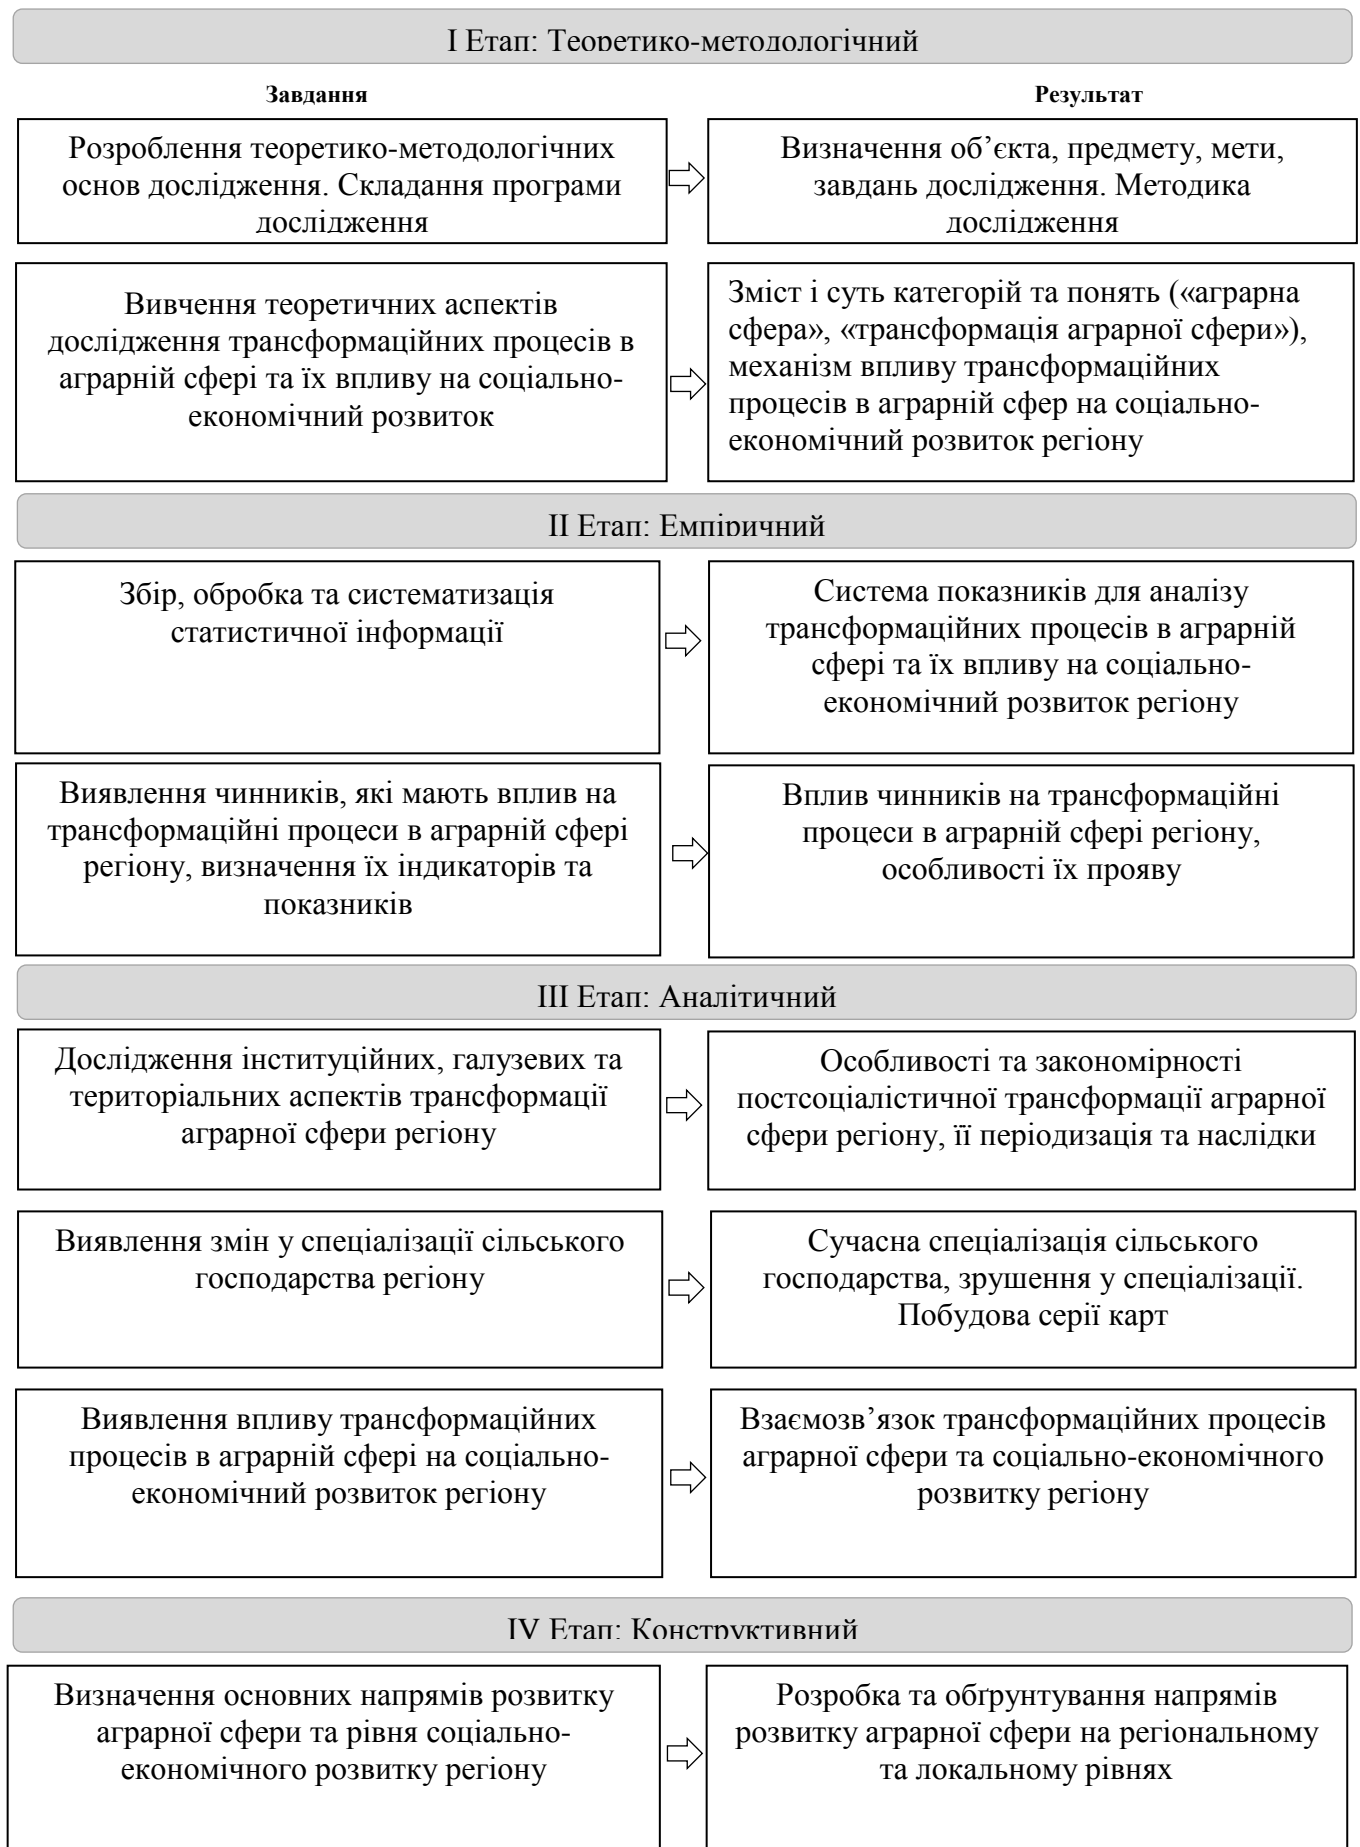 I Етап: Теоретико-методологічний
Завдання
Результат
Розроблення теоретико-методологічних
основ дослідження. Складання програми
дослідження
Визначення об’єкта, предмету, мети,
завдань дослідження. Методика
дослідження
Вивчення теоретичних аспектів
дослідження трансформаційних процесів в
аграрній сфері та їх впливу на соціально-
економічний розвиток
Зміст і суть категорій та понять («аграрна
сфера», «трансформація аграрної сфери»),
механізм впливу трансформаційних
процесів в аграрній сфер на соціально-
економічний розвиток регіону
II Етап: Емпіричний
Збір, обробка та систематизація
статистичної інформації
Система показників для аналізу
трансформаційних процесів в аграрній
сфері та їх впливу на соціально-
економічний розвиток регіону
Виявлення чинників, які мають вплив на
трансформаційні процеси в аграрній сфері
регіону, визначення їх індикаторів та
показників
Вплив чинників на трансформаційні
процеси в аграрній сфері регіону,
особливості їх прояву
III Етап: Аналітичний
Дослідження інституційних, галузевих та
територіальних аспектів трансформації
аграрної сфери регіону
Особливості та закономірності
постсоціалістичної трансформації аграрної
сфери регіону, її періодизація та наслідки
Виявлення змін у спеціалізації сільського
господарства регіону
Сучасна спеціалізація сільського
господарства, зрушення у спеціалізації.
Побудова серії карт
Виявлення впливу трансформаційних
процесів в аграрній сфері на соціально-
економічний розвиток регіону
Взаємозв’язок трансформаційних процесів
аграрної сфери та соціально-економічного
розвитку регіону
IV Етап: Конструктивний
Визначення основних напрямів розвитку
аграрної сфери та рівня соціально-
економічного розвитку регіону
Розробка та обґрунтування напрямів
розвитку аграрної сфери на регіональному
та локальному рівнях